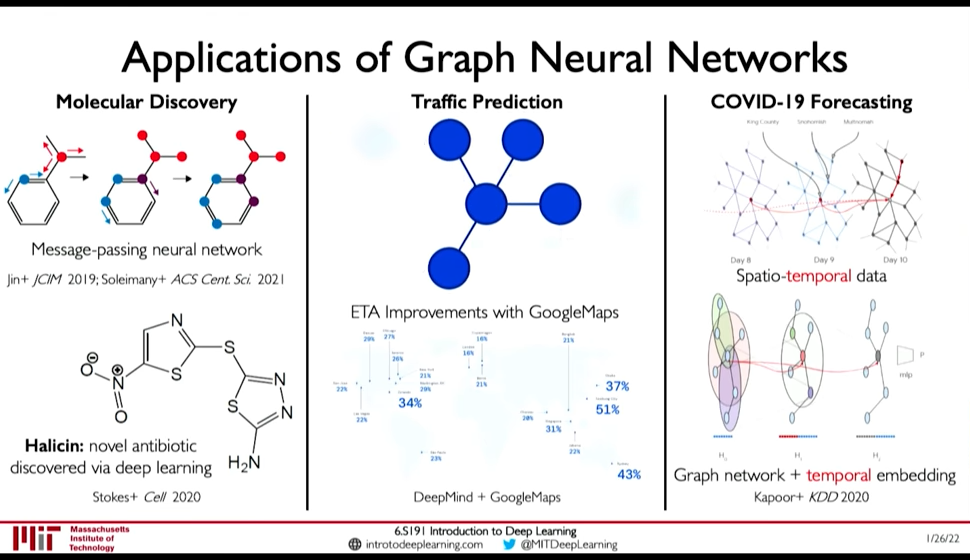 Applications of Graph Neural Networks
Molecular Discovery
Message-passing neural network
Jin+ JCIM 2019; Soleimany+ ACS Cent. Sci. 2021
N
S
S
N
N
S
N
O
O
H2N
Halicin: novel antibiotic
discovered via deep learning
Stokes+ Cell 2020
Traffic Prediction
ETA Improvements with GoogleMaps
29%
27%
26%
21%
29%
22%
34%
22%
23%
16%
16%
21%
21%
37%
51%
20%
31%
22%
43%
DeepMind + GoogleMaps
COVID-19 Forecasting
King County
Snohomish
Multnomah
Day 8
Day 9
Day 10
Spatio-temporal data
P
mlp
Graph network + temporal embedding
Kapoor+ KDD 2020
Massachusetts
Institute of
Technology
6.S191 Introduction to Deep Learning
introtodeeplearning.com
@MITDeepLearning
1/26/22